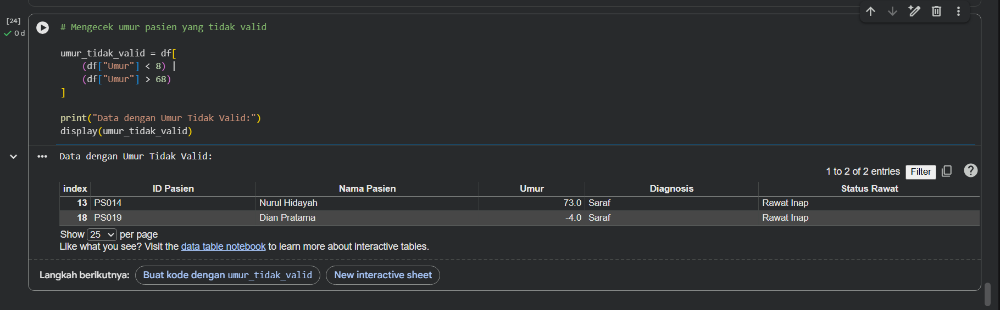 [24]
0 d
# Mengecek umur pasien yang tidak valid
umur_tidak_valid = df[
(df["Umur"] < 8) |
(df["Umur"] > 68)
]
print("Data dengan Umur Tidak Valid:")
display(umur_tidak_valid)
Data dengan Umur Tidak Valid:
1 to 2 of 2 entries Filter ?
index ID Pasien Nama Pasien Umur Diagnosis Status Rawat
13 PS014 Nurul Hidayah 73.0 Saraf Rawat Inap
18 PS019 Dian Pratama -4.0 Saraf Rawat Inap
Show 25 per page
Like what you see? Visit the data table notebook to learn more about interactive tables.
Langkah berikutnya: Buat kode dengan umur_tidak_valid New interactive sheet